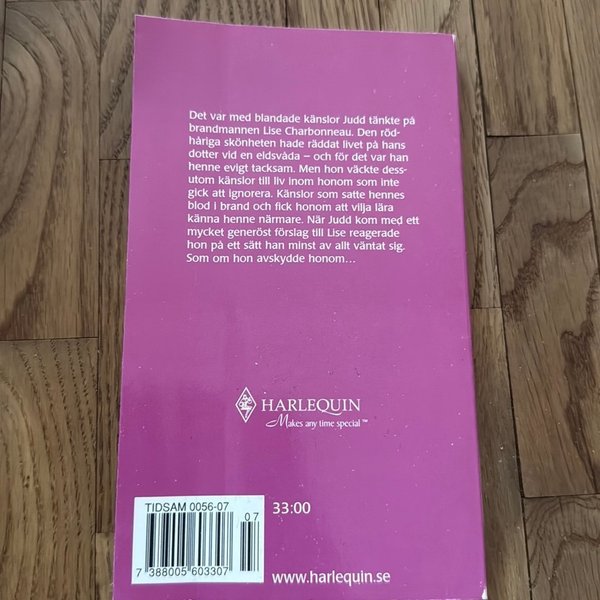 Det var med blandade känslor Judd tänkte på
brandmannen Lise Charbonneau. Den röd-
håriga skönheten hade räddat livet på hans
dotter vid en eldsvåda – och för det var han
henne evigt tacksam. Men hon väckte dess-
utom känslor till liv inom honom som inte
gick att ignorera. Känslor som satte hennes
blod i brand och fick honom att vilja lära
känna henne närmare. När Judd kom med ett
mycket generöst förslag till Lise reagerade
hon på ett sätt han minst av allt väntat sig.
Som om hon avskydde honom…
HARLEQUIN
Makes any time special™
TIDSAM 0056-07
07
7 388005 603307
33:00
www.harlequin.se